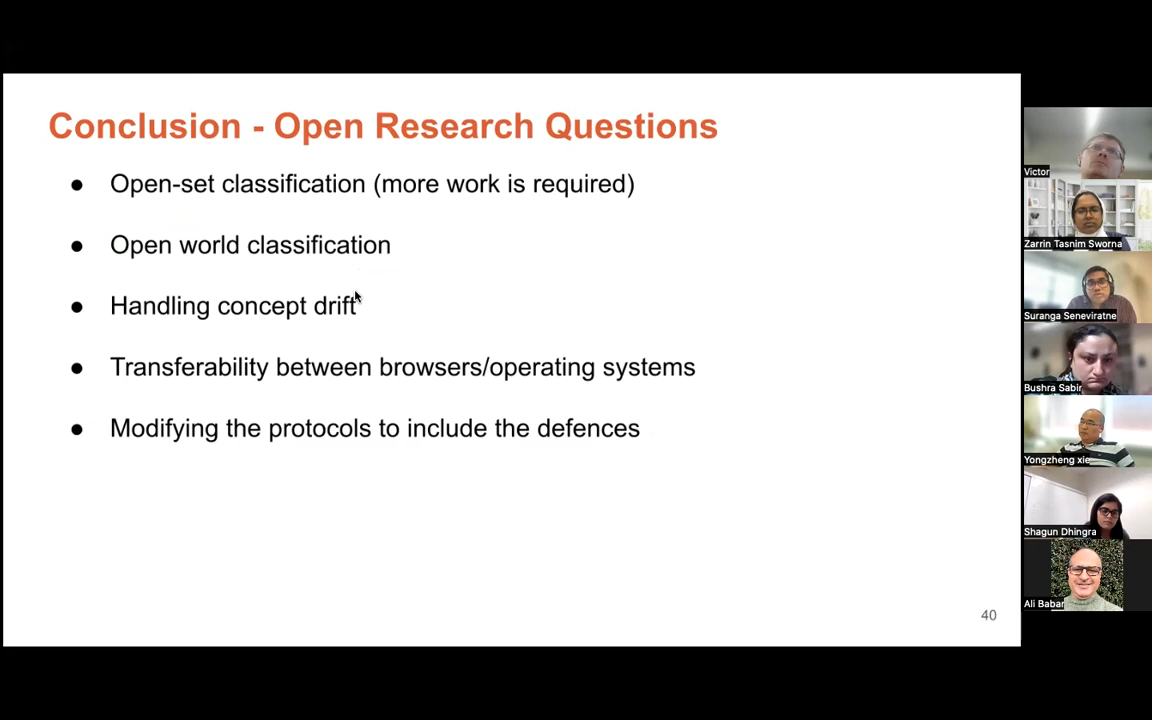 Conclusion - Open Research Questions
● Open-set classification (more work is required)
● Open world classification
● Handling concept drift
● Transferability between browsers/operating systems
● Modifying the protocols to include the defences
40
Victor
Zarrin Tasnim Sworna
Suranga Seneviratne
Bushra Sabir
Yongzheng xie
Shagun Dhingra
Ali Babar